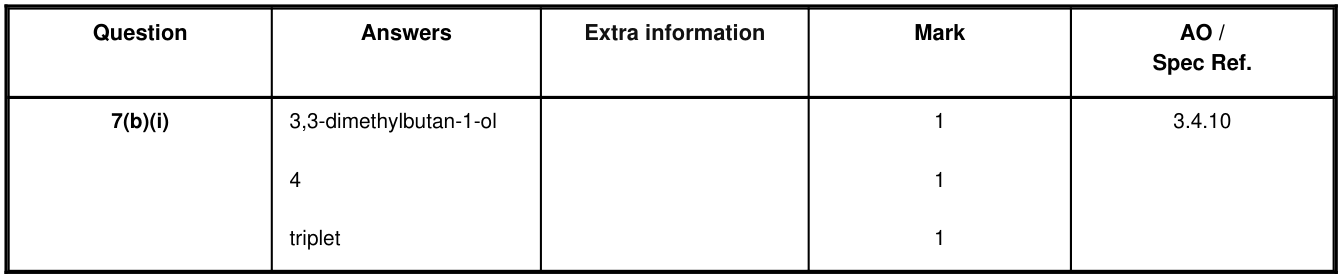 Question Answers Extra information Mark AO /
Spec Ref.
7(b)(i) 3,3-dimethylbutan-1-ol 1 3.4.10
4 1
triplet 1